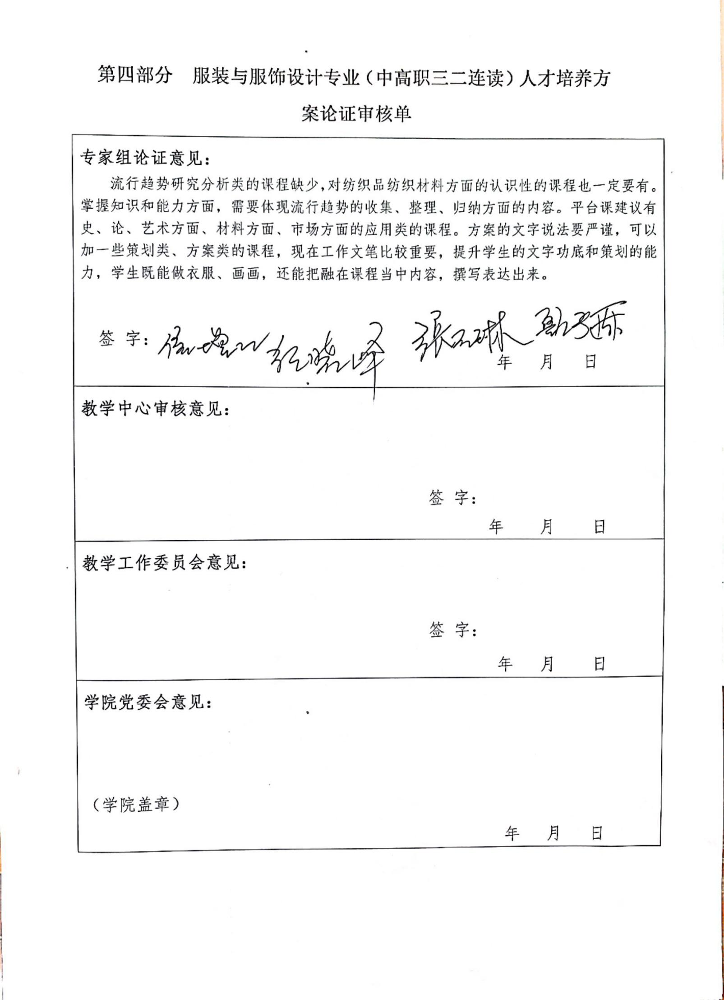 第四部分　服装与服饰设计专业（中高职三二连读）人才培养方
案论证审核单
专家组论证意见：
流行趋势研究分析类的课程缺少，对纺织品纺织材料方面的认识性的课程也一定要有。
掌握知识和能力方面，需要体现流行趋势的收集、整理、归纳方面的内容。平台课建议有
史、论、艺术方面、材料方面、市场方面的应用类的课程。方案的文字说法要严谨，可以
加一些策划类、方案类的课程，现在工作文笔比较重要，提升学生的文字功底和策划的能
力，学生既能做衣服、画画，还能把融在课程当中内容，撰写表达出来。
签 字：
年 月 日
教学中心审核意见：
签 字：
年 月 日
教学工作委员会意见：
签 字：
年 月 日
学院党委会意见：
（学院盖章）
年 月 日